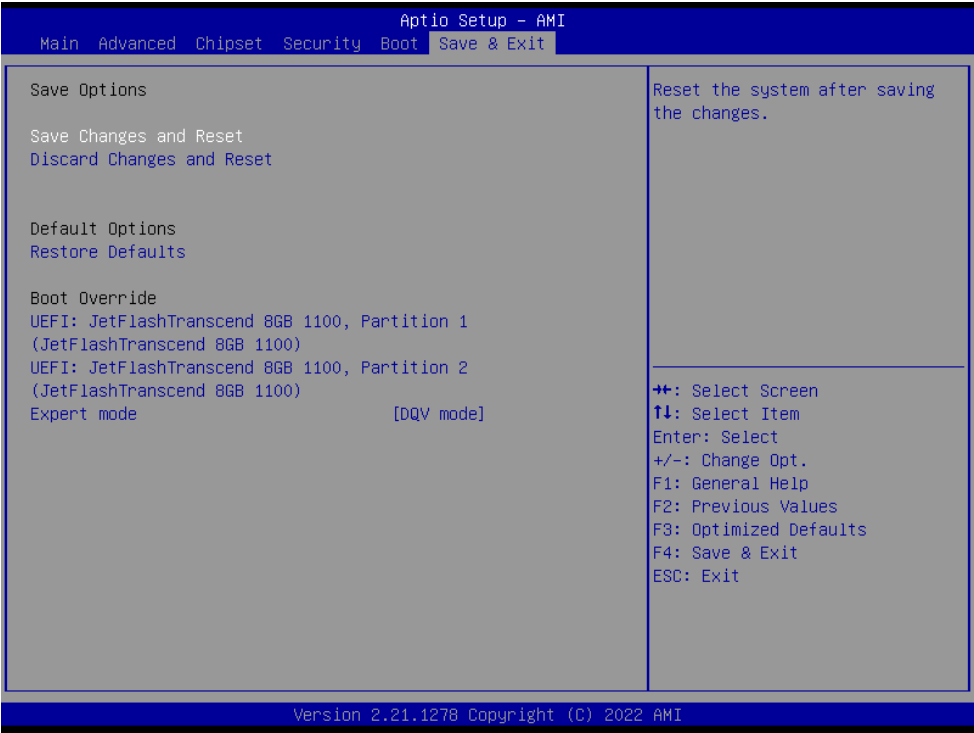 Aptio Setup – AMI
Main Advanced Chipset Security Boot Save & Exit
Save Options
Save Changes and Reset
Discard Changes and Reset
Default Options
Restore Defaults
Boot Override
UEFI: JetFlashTranscend 8GB 1100, Partition 1
(JetFlashTranscend 8GB 1100)
UEFI: JetFlashTranscend 8GB 1100, Partition 2
(JetFlashTranscend 8GB 1100)
Expert mode [DQV mode]
Reset the system after saving
the changes.
→←: Select Screen
↑↓: Select Item
Enter: Select
+/-: Change Opt.
F1: General Help
F2: Previous Values
F3: Optimized Defaults
F4: Save & Exit
ESC: Exit
Version 2.21.1278 Copyright (C) 2022 AMI